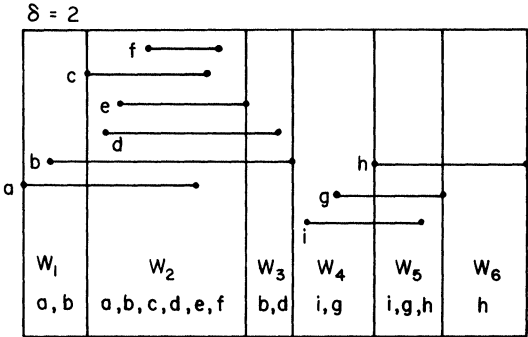 δ = 2
f
c
e
d
b
h
a
g
i
W₁ W₂ W₃ W₄ W₅ W₆
a, b a, b, c, d, e, f b, d i, g i, g, h h